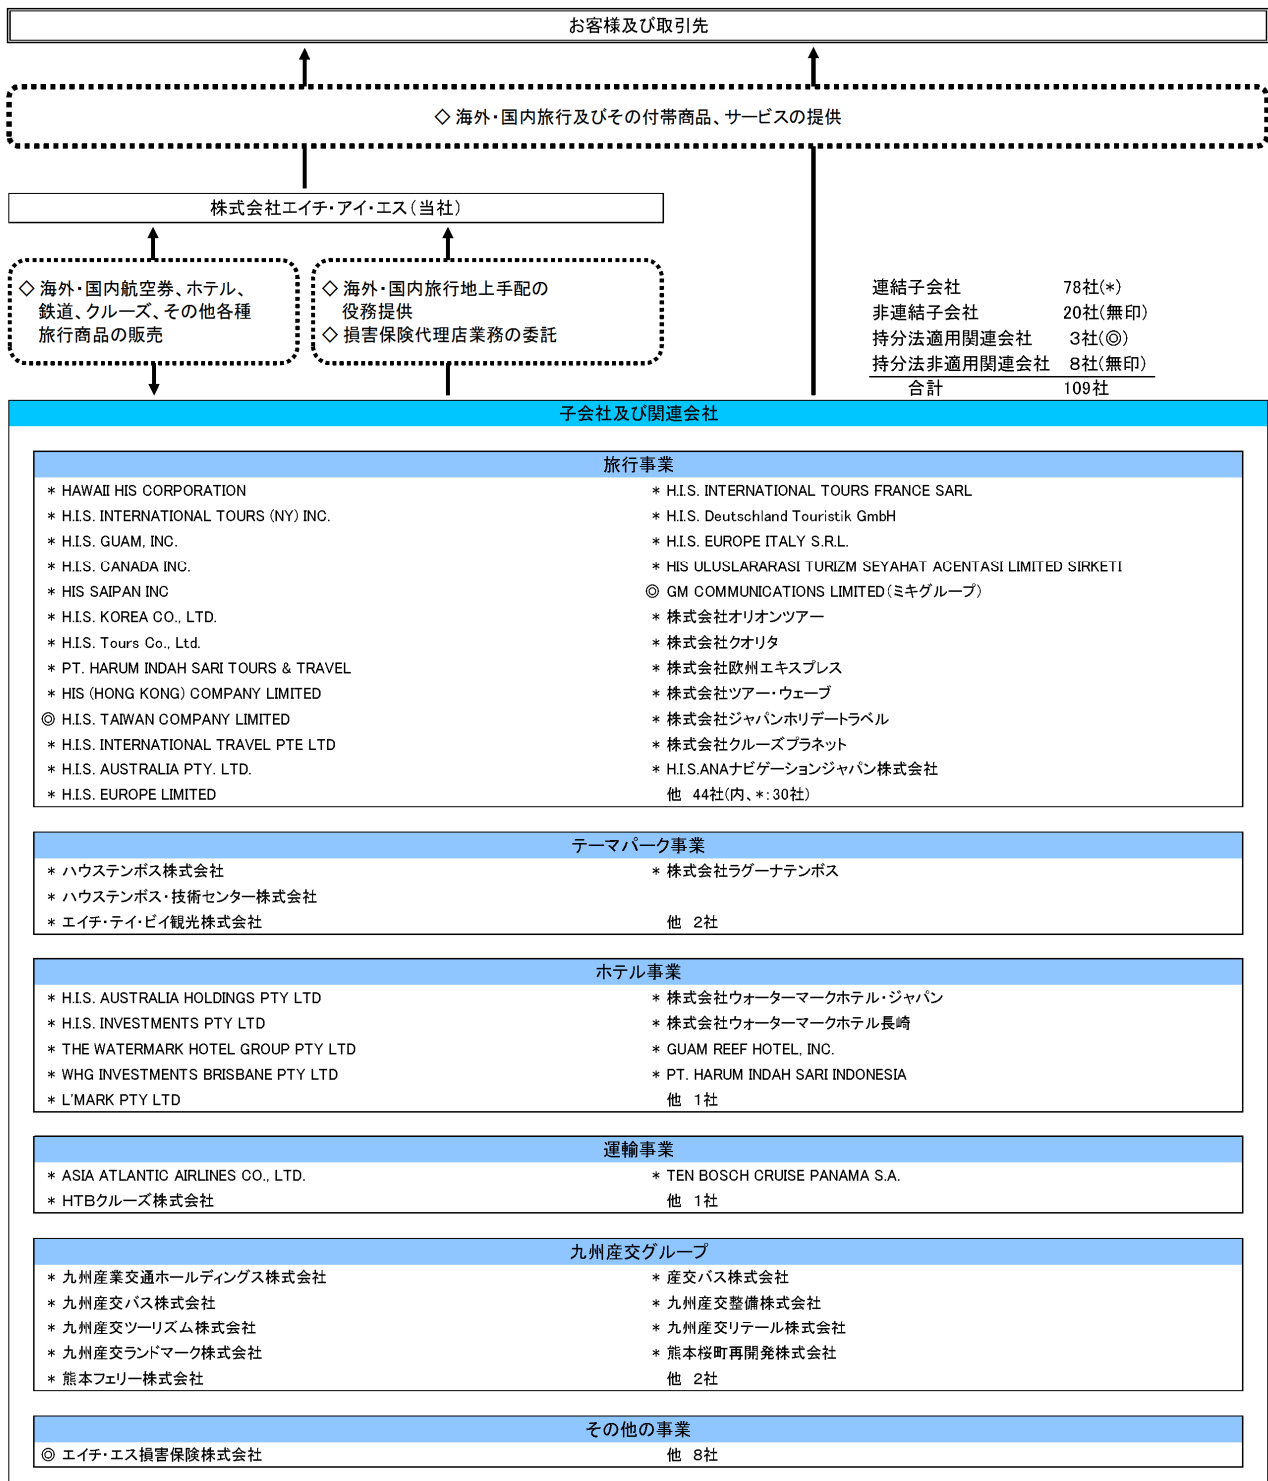 お客様及び取引先
◇ 海外・国内旅行及びその付帯商品、サービスの提供
株式会社エイチ・アイ・エス（当社）
◇ 海外・国内航空券、ホテル、
鉄道、クルーズ、その他各種
旅行商品の販売
◇ 海外・国内旅行地上手配の
役務提供
◇ 損害保険代理店業務の委託
連結子会社 78社(*)
非連結子会社 20社(無印)
持分法適用関連会社 3社(◎)
持分法非適用関連会社 8社(無印)
合計 109社
子会社及び関連会社
旅行事業
* HAWAII HIS CORPORATION
* H.I.S. INTERNATIONAL TOURS (NY) INC.
* H.I.S. GUAM, INC.
* H.I.S. CANADA INC.
* HIS SAIPAN INC
* H.I.S. KOREA CO., LTD.
* H.I.S. Tours Co., Ltd.
* PT. HARUM INDAH SARI TOURS & TRAVEL
* HIS (HONG KONG) COMPANY LIMITED
◎ H.I.S. TAIWAN COMPANY LIMITED
* H.I.S. INTERNATIONAL TRAVEL PTE LTD
* H.I.S. AUSTRALIA PTY. LTD.
* H.I.S. EUROPE LIMITED
* H.I.S. INTERNATIONAL TOURS FRANCE SARL
* H.I.S. Deutschland Touristik GmbH
* H.I.S. EUROPE ITALY S.R.L.
* HIS ULUSLARARASI TURIZM SEYAHAT ACENTASI LIMITED SIRKETI
◎ GM COMMUNICATIONS LIMITED（ミキグループ）
* 株式会社オリオンツアー
* 株式会社クオリタ
* 株式会社欧州エキスプレス
* 株式会社ツアー・ウェーブ
* 株式会社ジャパンホリデートラベル
* 株式会社クルーズプラネット
* H.I.S.ANAナビゲーションジャパン株式会社
他 44社(内、*:30社)
テーマパーク事業
* ハウステンボス株式会社
* ハウステンボス・技術センター株式会社
* エイチ・テイ・ビイ観光株式会社
* 株式会社ラグーナテンボス
他 2社
ホテル事業
* H.I.S. AUSTRALIA HOLDINGS PTY LTD
* H.I.S. INVESTMENTS PTY LTD
* THE WATERMARK HOTEL GROUP PTY LTD
* WHG INVESTMENTS BRISBANE PTY LTD
* L'MARK PTY LTD
* 株式会社ウォーターマークホテル・ジャパン
* 株式会社ウォーターマークホテル長崎
* GUAM REEF HOTEL, INC.
* PT. HARUM INDAH SARI INDONESIA
他 1社
運輸事業
* ASIA ATLANTIC AIRLINES CO., LTD.
* HTBクルーズ株式会社
* TEN BOSCH CRUISE PANAMA S.A.
他 1社
九州産交グループ
* 九州産業交通ホールディングス株式会社
* 九州産交バス株式会社
* 九州産交ツーリズム株式会社
* 九州産交ランドマーク株式会社
* 熊本フェリー株式会社
* 産交バス株式会社
* 九州産交整備株式会社
* 九州産交リテール株式会社
* 熊本桜町再開発株式会社
他 2社
その他の事業
◎ エイチ・エス損害保険株式会社
他 8社